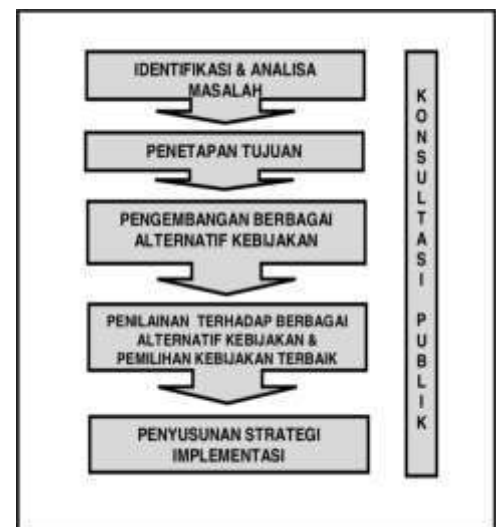 IDENTIFIKASI & ANALISA
MASALAH
PENETAPAN TUJUAN
PENGEMBANGAN BERBAGAI
ALTERNATIF KEBIJAKAN
PENILAINAN TERHADAP BERBAGAI
ALTERNATIF KEBIJAKAN &
PEMILIHAN KEBIJAKAN TERBAIK
PENYUSUNAN STRATEGI
IMPLEMENTASI
KONSULTASI PUBLIK